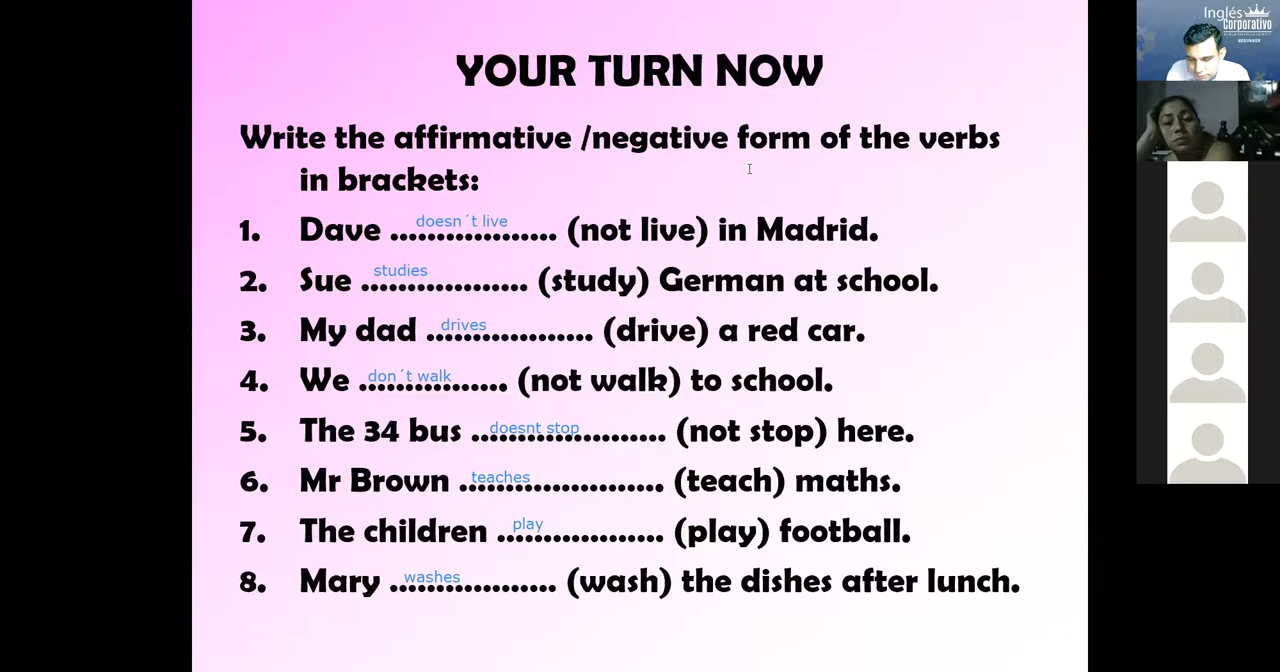 YOUR TURN NOW
Write the affirmative /negative form of the verbs
in brackets:
1. Dave doesn´t live ................... (not live) in Madrid.
2. Sue studies ................... (study) German at school.
3. My dad drives ................... (drive) a red car.
4. We don´t walk ................. (not walk) to school.
5. The 34 bus doesnt stop ...................... (not stop) here.
6. Mr Brown teaches ....................... (teach) maths.
7. The children play ................... (play) football.
8. Mary washes ................... (wash) the dishes after lunch.
Inglés
Corporativo
BEGINNER